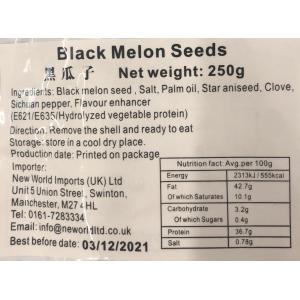 Black Melon Seeds
黑瓜子 Net weight: 250g
Ingredients: Black melon seed , Salt, Palm oil, Star aniseed, Clove,
Sichuan pepper, Flavour enhancer
(E621/E635/Hydrolyzed vegetable protein)
Direction: Remove the shell and ready to eat
Storage: store in a cool dry place.
Production date: Printed on package
Importer:
New World Imports (UK) Ltd
Unit 5 Union Street , Swinton,
Manchester, M27 4HL
Tel: 0161-7283334
Email: info@neworldltd.co.uk
Best before date: 03/12/2021
Nutrition fact: Avg.per 100g
Energy 2313kJ/555kcal
Fat 42.7g
Of which Saturates 10.1g
Carbohydrate 3.2g
Of which Sugars 0.4g
Protein 36.7g
Salt 0.78g